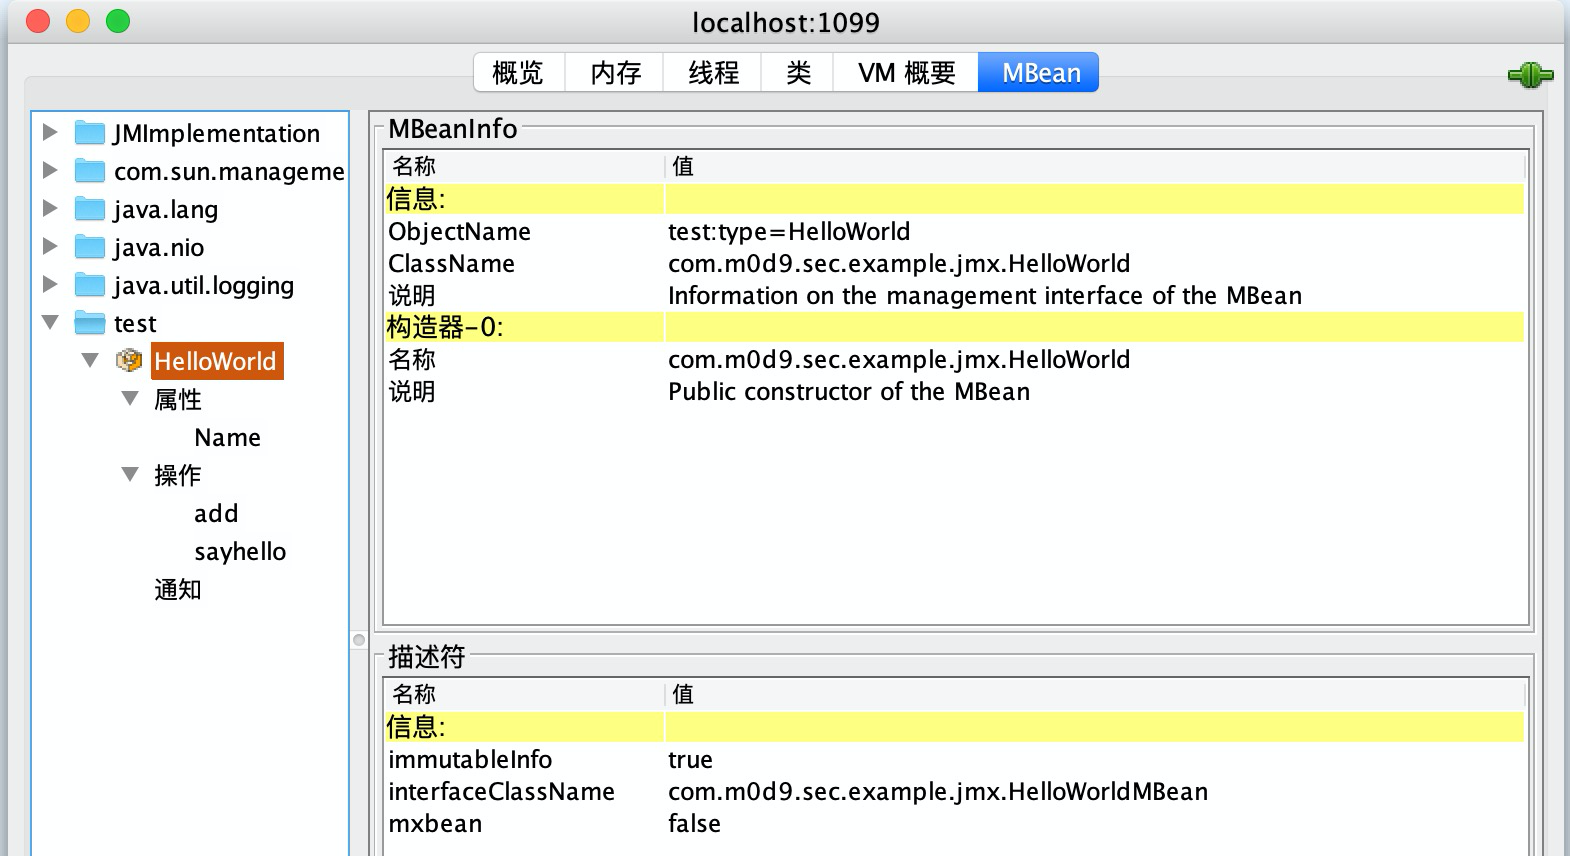 localhost:1099
概览 内存 线程 类 VM 概要 MBean
JMImplementation
com.sun.manageme
java.lang
java.nio
java.util.logging
test
HelloWorld
属性
Name
操作
add
sayhello
通知
MBeanInfo
名称 值
信息:
ObjectName test:type=HelloWorld
ClassName com.m0d9.sec.example.jmx.HelloWorld
说明 Information on the management interface of the MBean
构造器-0:
名称 com.m0d9.sec.example.jmx.HelloWorld
说明 Public constructor of the MBean
描述符
名称 值
信息:
immutableInfo true
interfaceClassName com.m0d9.sec.example.jmx.HelloWorldMBean
mxbean false